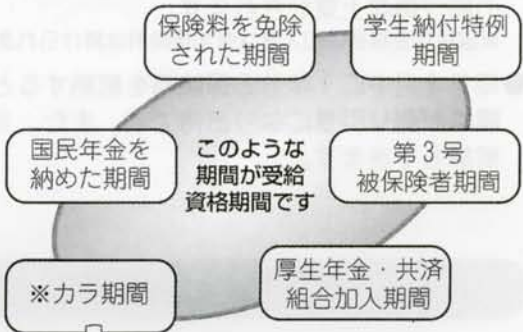 保険料を免除
された期間
学生納付特例
期間
国民年金を
納めた期間
このような
期間が受給
資格期間です
第3号
被保険者期間
※カラ期間
厚生年金・共済
組合加入期間